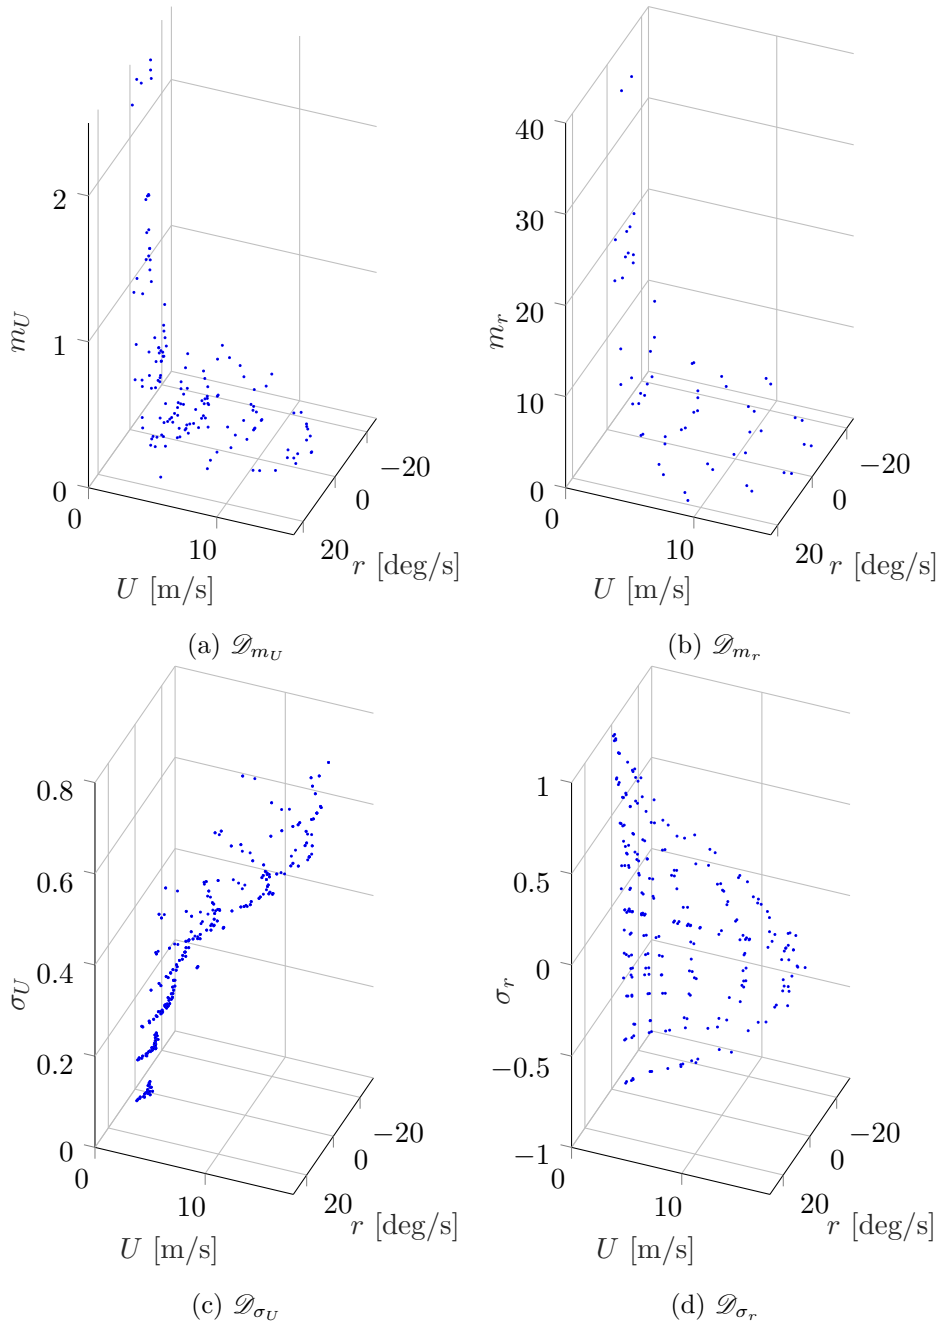 2
1
0
m_U
0
10
U [m/s]
−20
0
20
r [deg/s]
(a) 𝒟_{m_U}
40
30
20
10
0
m_r
0
10
U [m/s]
−20
0
20
r [deg/s]
(b) 𝒟_{m_r}
0.8
0.6
0.4
0.2
0
σ_U
0
10
U [m/s]
−20
0
20
r [deg/s]
(c) 𝒟_{σ_U}
1
0.5
0
−0.5
−1
σ_r
0
10
U [m/s]
−20
0
20
r [deg/s]
(d) 𝒟_{σ_r}